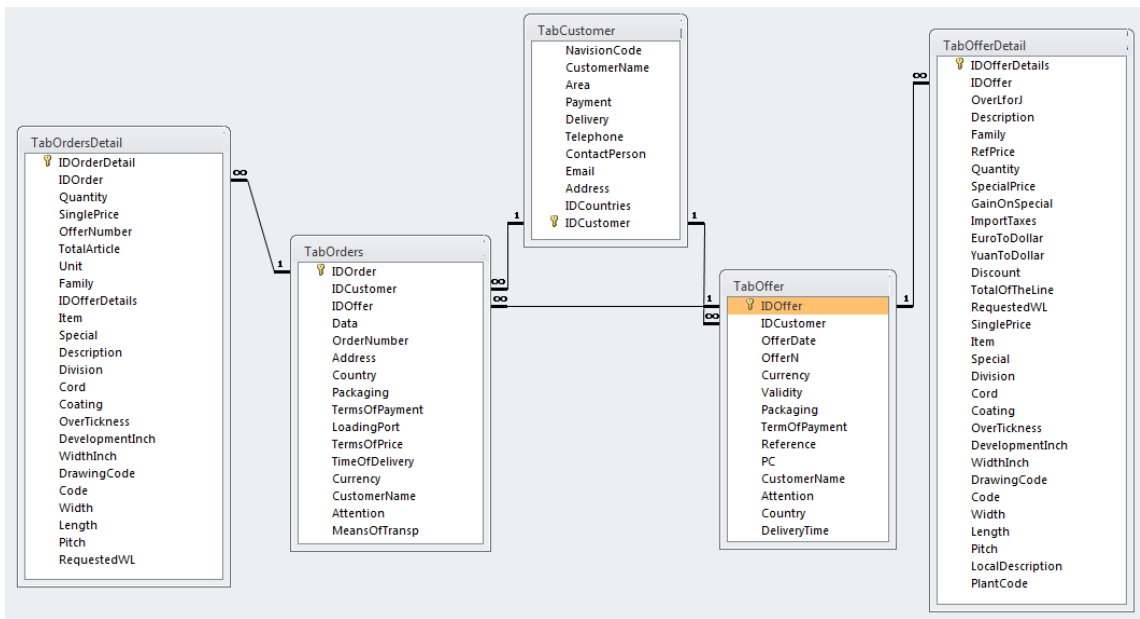 TabOrdersDetail
IDOrderDetail
IDOrder
Quantity
SinglePrice
OfferNumber
TotalArticle
Unit
Family
IDOfferDetails
Item
Special
Description
Division
Cord
Coating
OverTickness
DevelopmentInch
WidthInch
DrawingCode
Code
Width
Length
Pitch
RequestedWL
∞
1
TabOrders
IDOrder
IDCustomer
IDOffer
Data
OrderNumber
Address
Country
Packaging
TermsOfPayment
LoadingPort
TermsOfPrice
TimeOfDelivery
Currency
CustomerName
Attention
MeansOfTransp
1
∞
∞
TabCustomer
NavisionCode
CustomerName
Area
Payment
Delivery
Telephone
ContactPerson
Email
Address
IDCountries
IDCustomer
1
1
∞
TabOffer
IDOffer
IDCustomer
OfferDate
OfferN
Currency
Validity
Packaging
TermOfPayment
Reference
PC
CustomerName
Attention
Country
DeliveryTime
1
∞
TabOfferDetail
IDOfferDetails
IDOffer
OverLforJ
Description
Family
RefPrice
Quantity
SpecialPrice
GainOnSpecial
ImportTaxes
EuroToDollar
YuanToDollar
Discount
TotalOfTheLine
RequestedWL
SinglePrice
Item
Special
Division
Cord
Coating
OverTickness
DevelopmentInch
WidthInch
DrawingCode
Code
Width
Length
Pitch
LocalDescription
PlantCode